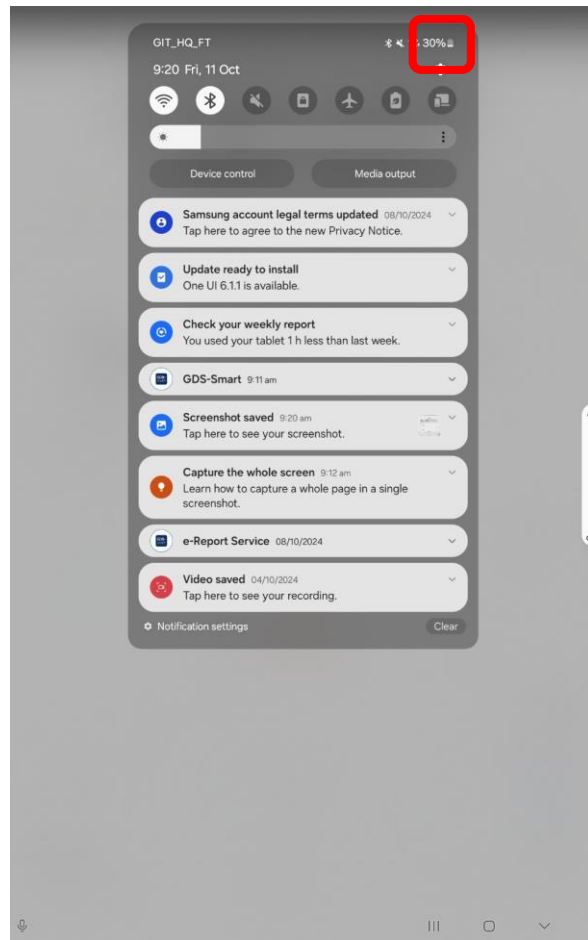 GIT_HQ_FT
30%
9:20 Fri, 11 Oct
Device control
Media output
Samsung account legal terms updated 08/10/2024
Tap here to agree to the new Privacy Notice.
Update ready to install
One UI 6.1.1 is available.
Check your weekly report
You used your tablet 1 h less than last week.
GDS-Smart 9:11 am
Screenshot saved 9:20 am
Tap here to see your screenshot.
Capture the whole screen 9:12 am
Learn how to capture a whole page in a single
screenshot.
e-Report Service 08/10/2024
Video saved 04/10/2024
Tap here to see your recording.
Notification settings
Clear